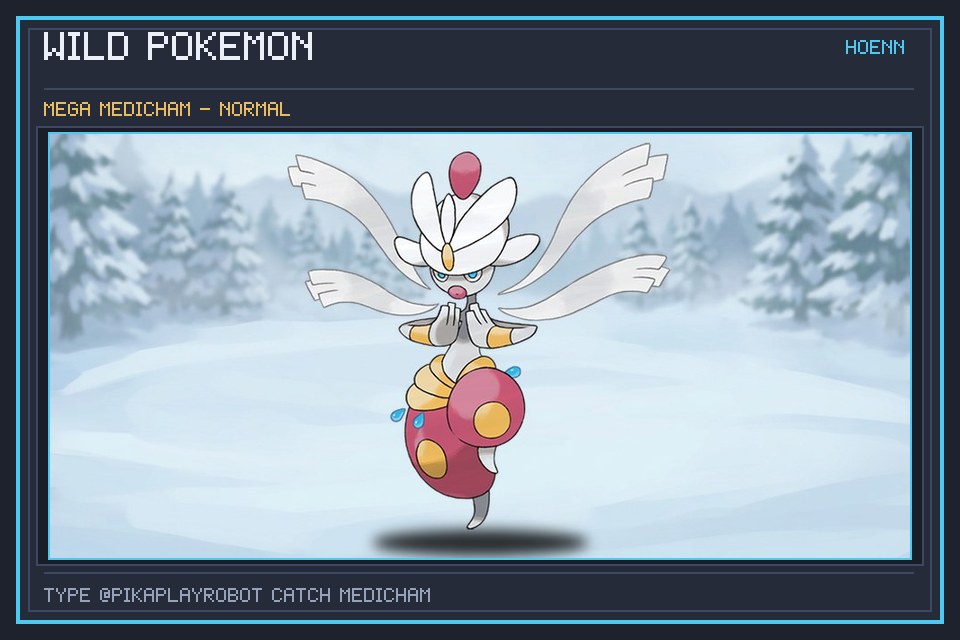 WILD POKEMON
HOENN
MEGA MEDICHAM - NORMAL
TYPE @PIKAPLAYROBOT CATCH MEDICHAM